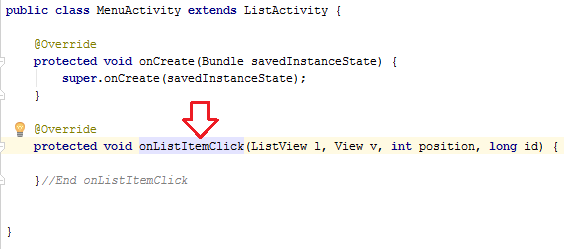 public class MenuActivity extends ListActivity {
@Override
protected void onCreate(Bundle savedInstanceState) {
super.onCreate(savedInstanceState);
}
@Override
protected void onListItemClick(ListView l, View v, int position, long id) {
}//End onListItemClick
}